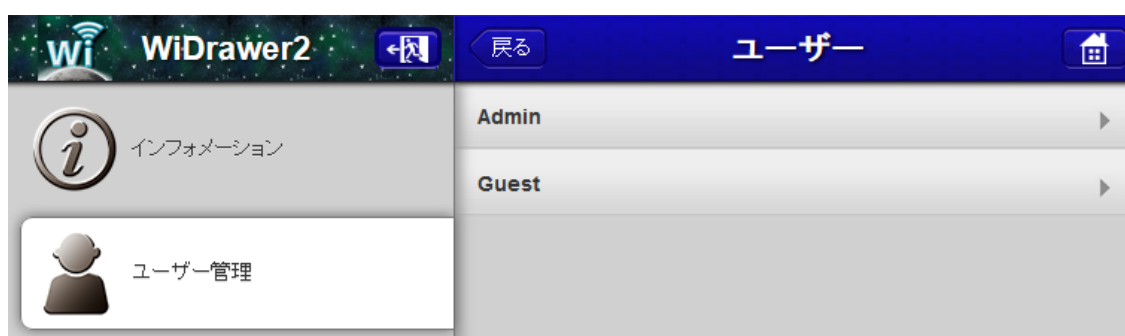 Wi WiDrawer2
戻る ユーザー
インフォメーション
ユーザー管理
Admin
Guest